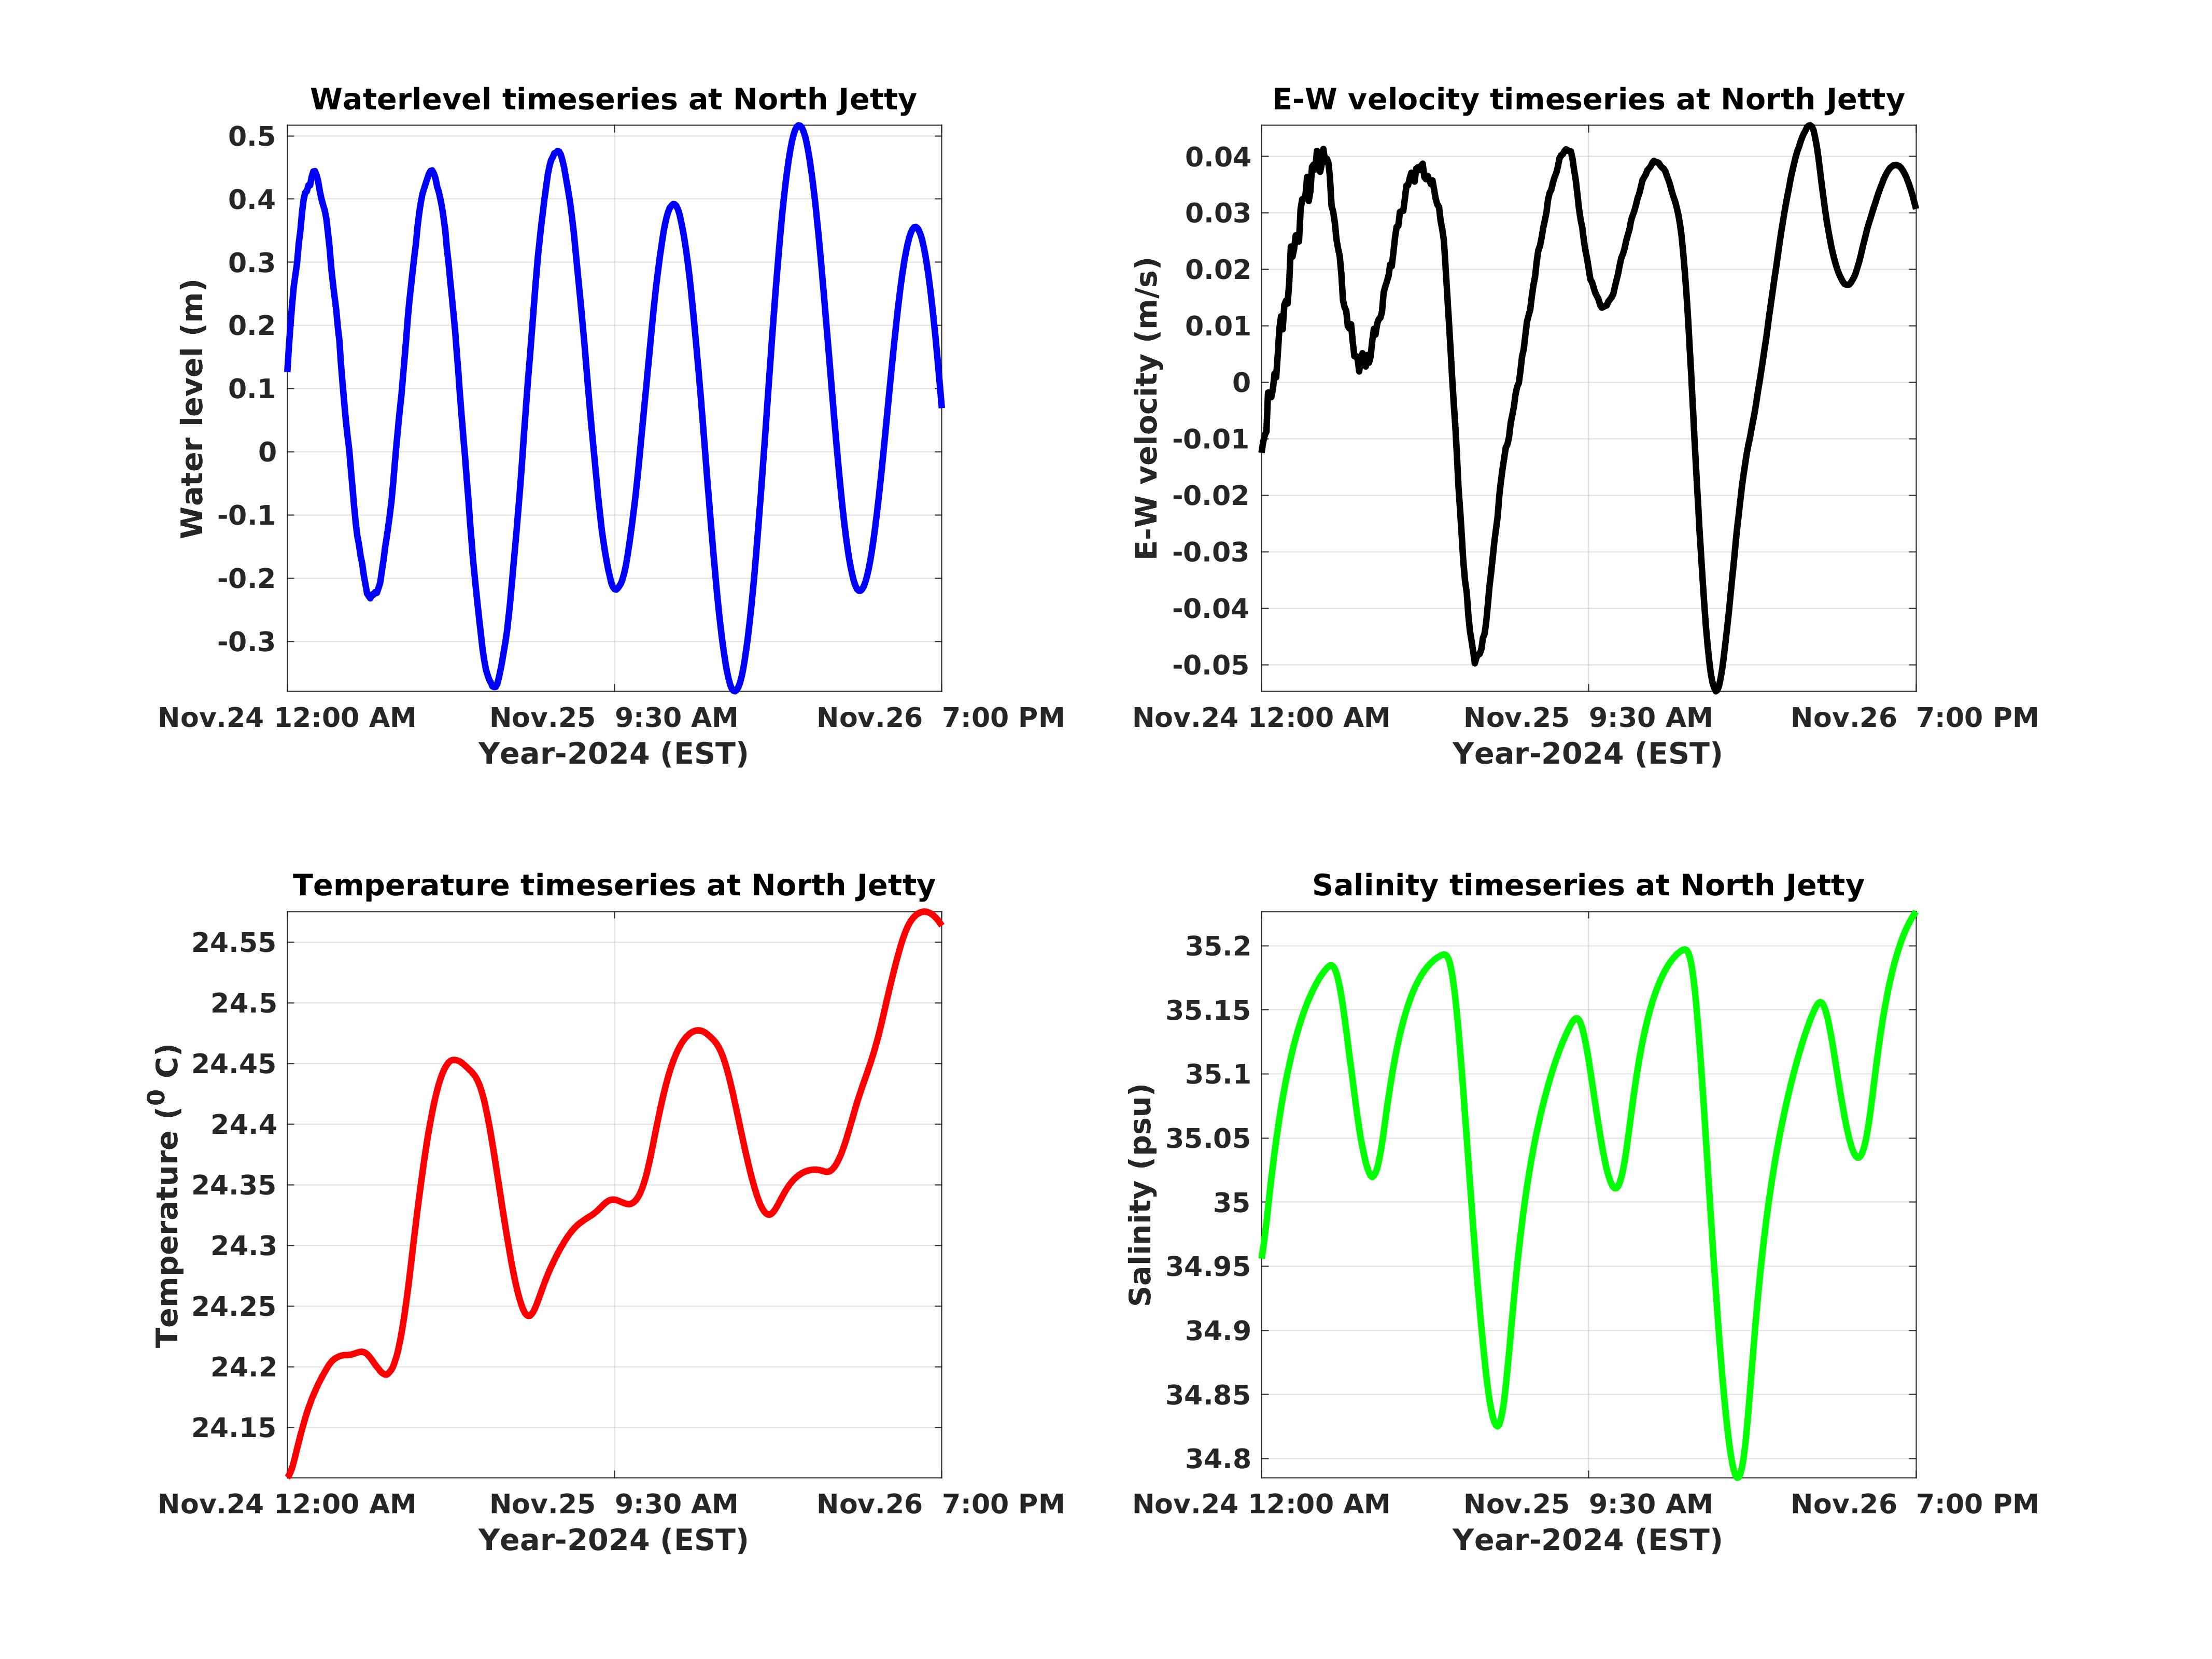 Waterlevel timeseries at North Jetty
Water level (m)
0.5
0.4
0.3
0.2
0.1
0
-0.1
-0.2
-0.3
Nov.24 12:00 AM Nov.25 9:30 AM Nov.26 7:00 PM
Year-2024 (EST)
E-W velocity timeseries at North Jetty
E-W velocity (m/s)
0.04
0.03
0.02
0.01
0
-0.01
-0.02
-0.03
-0.04
-0.05
Nov.24 12:00 AM Nov.25 9:30 AM Nov.26 7:00 PM
Year-2024 (EST)
Temperature timeseries at North Jetty
Temperature (⁰ C)
24.55
24.5
24.45
24.4
24.35
24.3
24.25
24.2
24.15
Nov.24 12:00 AM Nov.25 9:30 AM Nov.26 7:00 PM
Year-2024 (EST)
Salinity timeseries at North Jetty
Salinity (psu)
35.2
35.15
35.1
35.05
35
34.95
34.9
34.85
34.8
Nov.24 12:00 AM Nov.25 9:30 AM Nov.26 7:00 PM
Year-2024 (EST)